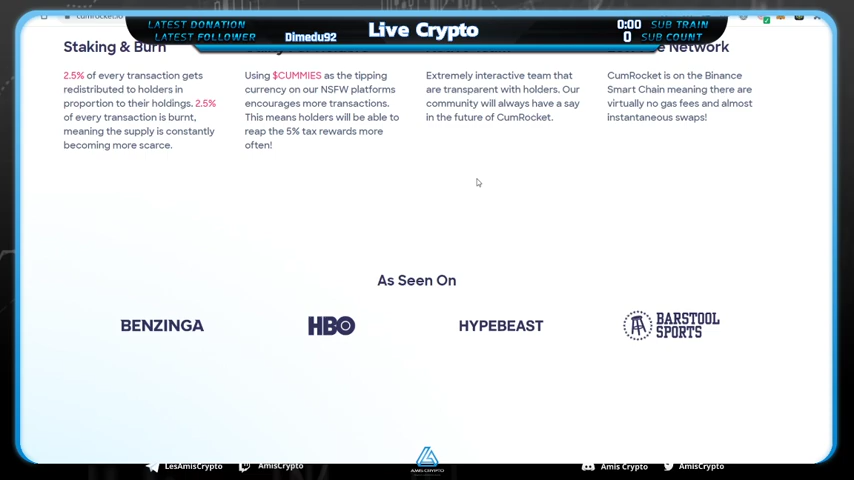 LATEST DONATION
LATEST FOLLOWER Dimedu92
Live Crypto
0:00 SUB TRAIN
0 SUB COUNT
Staking & Burn
2.5% of every transaction gets
redistributed to holders in
proportion to their holdings. 2.5%
of every transaction is burnt,
meaning the supply is constantly
becoming more scarce.
Using $CUMMIES as the tipping
currency on our NSFW platforms
encourages more transactions.
This means holders will be able to
reap the 5% tax rewards more
often!
Extremely interactive team that
are transparent with holders. Our
community will always have a say
in the future of CumRocket.
Network
CumRocket is on the Binance
Smart Chain meaning there are
virtually no gas fees and almost
instantaneous swaps!
As Seen On
BENZINGA
HBO
HYPEBEAST
BARSTOOL
SPORTS
LesAmisCrypto
AmisCrypto
AMIS CRYPTO
Amis Crypto
AmisCrypto